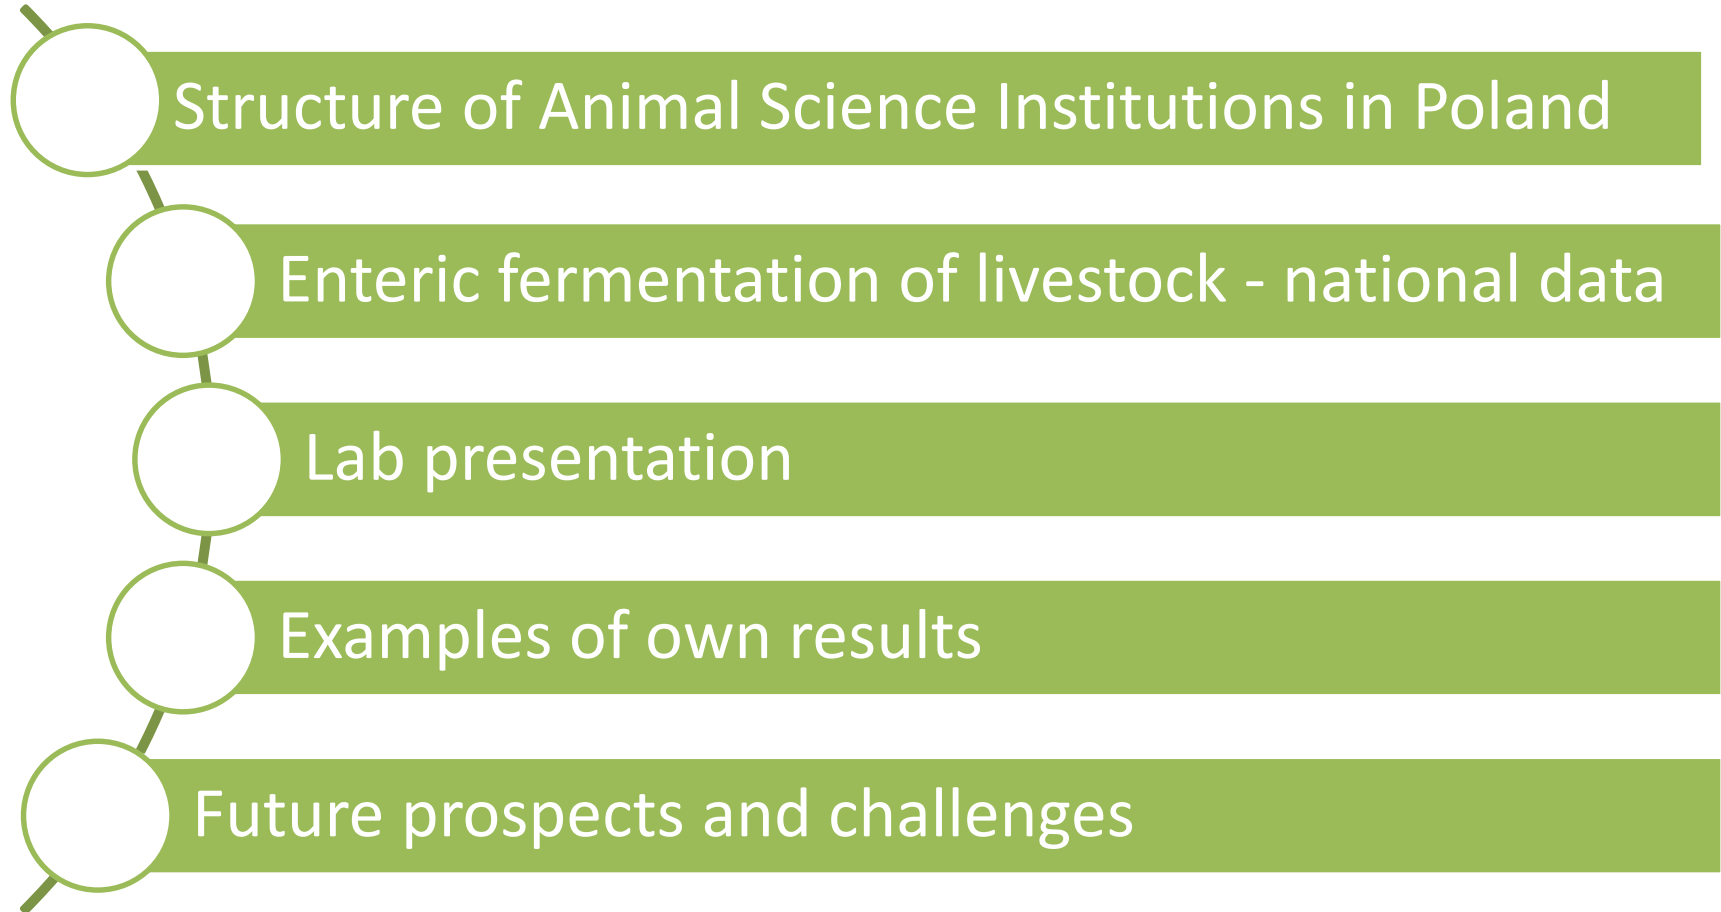 Structure of Animal Science Institutions in Poland
Enteric fermentation of livestock - national data
Lab presentation
Examples of own results
Future prospects and challenges